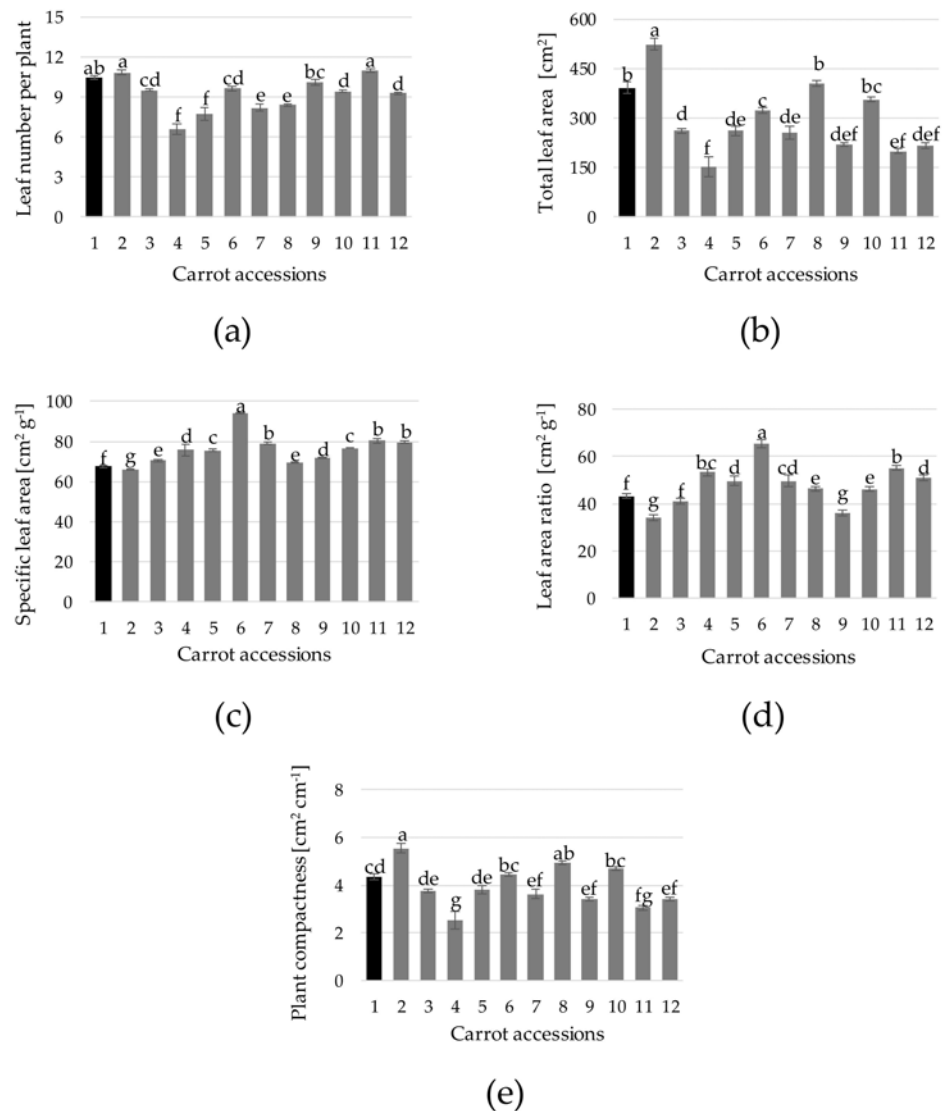 Leaf number per plant
15
12
9
6
3
0
ab a cd f f cd e e bc d a d
1 2 3 4 5 6 7 8 9 10 11 12
Carrot accessions
(a)
Total leaf area [cm²]
600
450
300
150
0
b a d f de c de b def bc ef def
1 2 3 4 5 6 7 8 9 10 11 12
Carrot accessions
(b)
Specific leaf area [cm² g⁻¹]
100
80
60
40
20
0
f g e d c a b e d c b b
1 2 3 4 5 6 7 8 9 10 11 12
Carrot accessions
(c)
Leaf area ratio [cm² g⁻¹]
80
60
40
20
0
f g f bc d a cd e g e b d
1 2 3 4 5 6 7 8 9 10 11 12
Carrot accessions
(d)
Plant compactness [cm² cm⁻¹]
8
6
4
2
0
cd a de g de bc ef ab ef bc fg ef
1 2 3 4 5 6 7 8 9 10 11 12
Carrot accessions
(e)